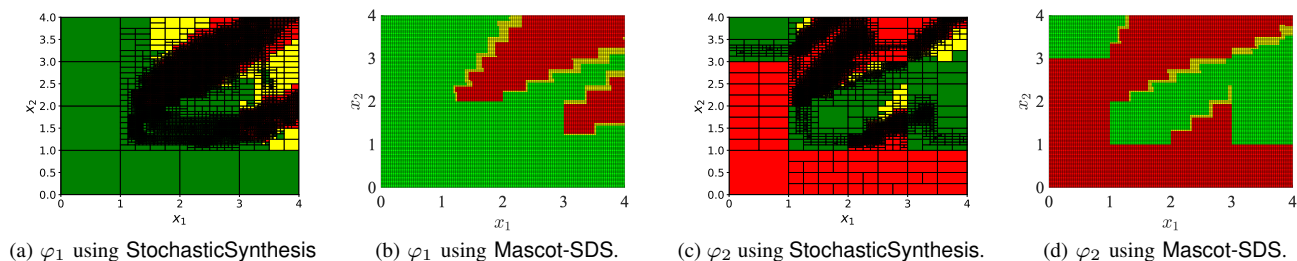 4.0
3.5
3.0
2.5
2.0
1.5
1.0
0.5
0.0
x₂
0 1 2 3 4
x₁
4
3
2
1
0
x₂
0 1 2 3 4
x₁
4.0
3.5
3.0
2.5
2.0
1.5
1.0
0.5
0.0
x₂
0 1 2 3 4
x₁
4
3
2
1
0
x₂
0 1 2 3 4
x₁
(a) φ₁ using StochasticSynthesis
(b) φ₁ using Mascot-SDS.
(c) φ₂ using StochasticSynthesis.
(d) φ₂ using Mascot-SDS.